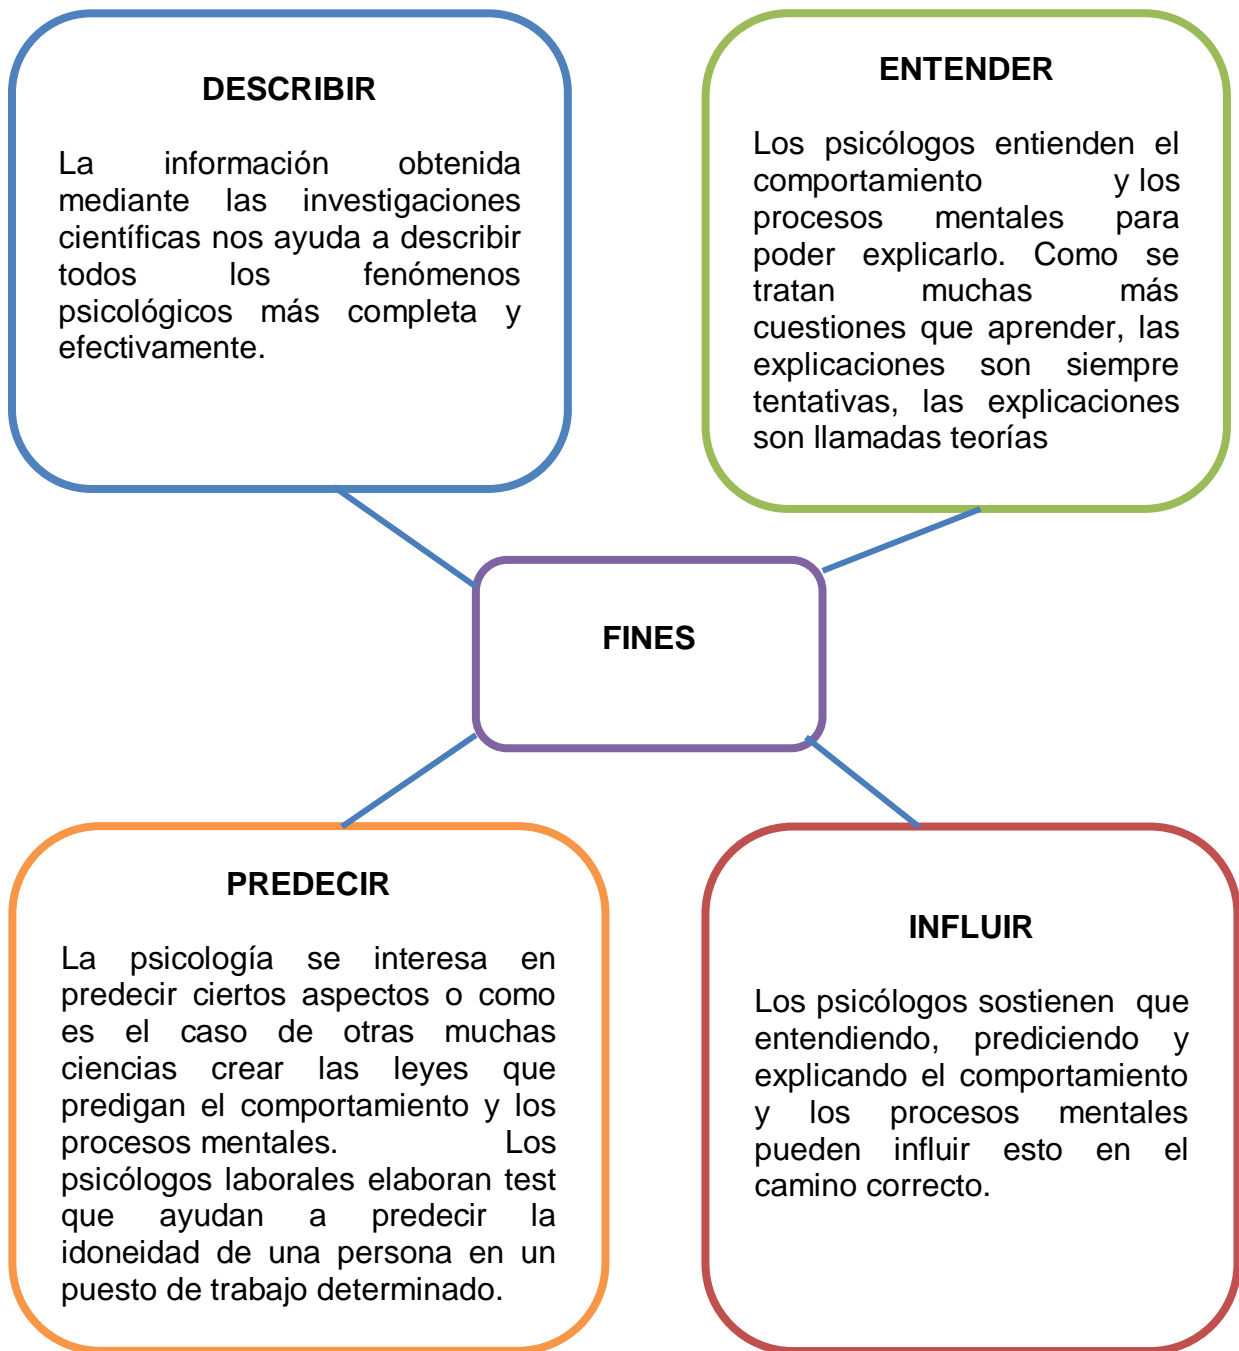 DESCRIBIR
La información obtenida
mediante las investigaciones
científicas nos ayuda a describir
todos los fenómenos
psicológicos más completa y
efectivamente.
ENTENDER
Los psicólogos entienden el
comportamiento y los
procesos mentales para
poder explicarlo. Como se
tratan muchas más
cuestiones que aprender, las
explicaciones son siempre
tentativas, las explicaciones
son llamadas teorías
FINES
PREDECIR
La psicología se interesa en
predecir ciertos aspectos o como
es el caso de otras muchas
ciencias crear las leyes que
predigan el comportamiento y los
procesos mentales. Los
psicólogos laborales elaboran test
que ayudan a predecir la
idoneidad de una persona en un
puesto de trabajo determinado.
INFLUIR
Los psicólogos sostienen que
entendiendo, prediciendo y
explicando el comportamiento
y los procesos mentales
pueden influir esto en el
camino correcto.